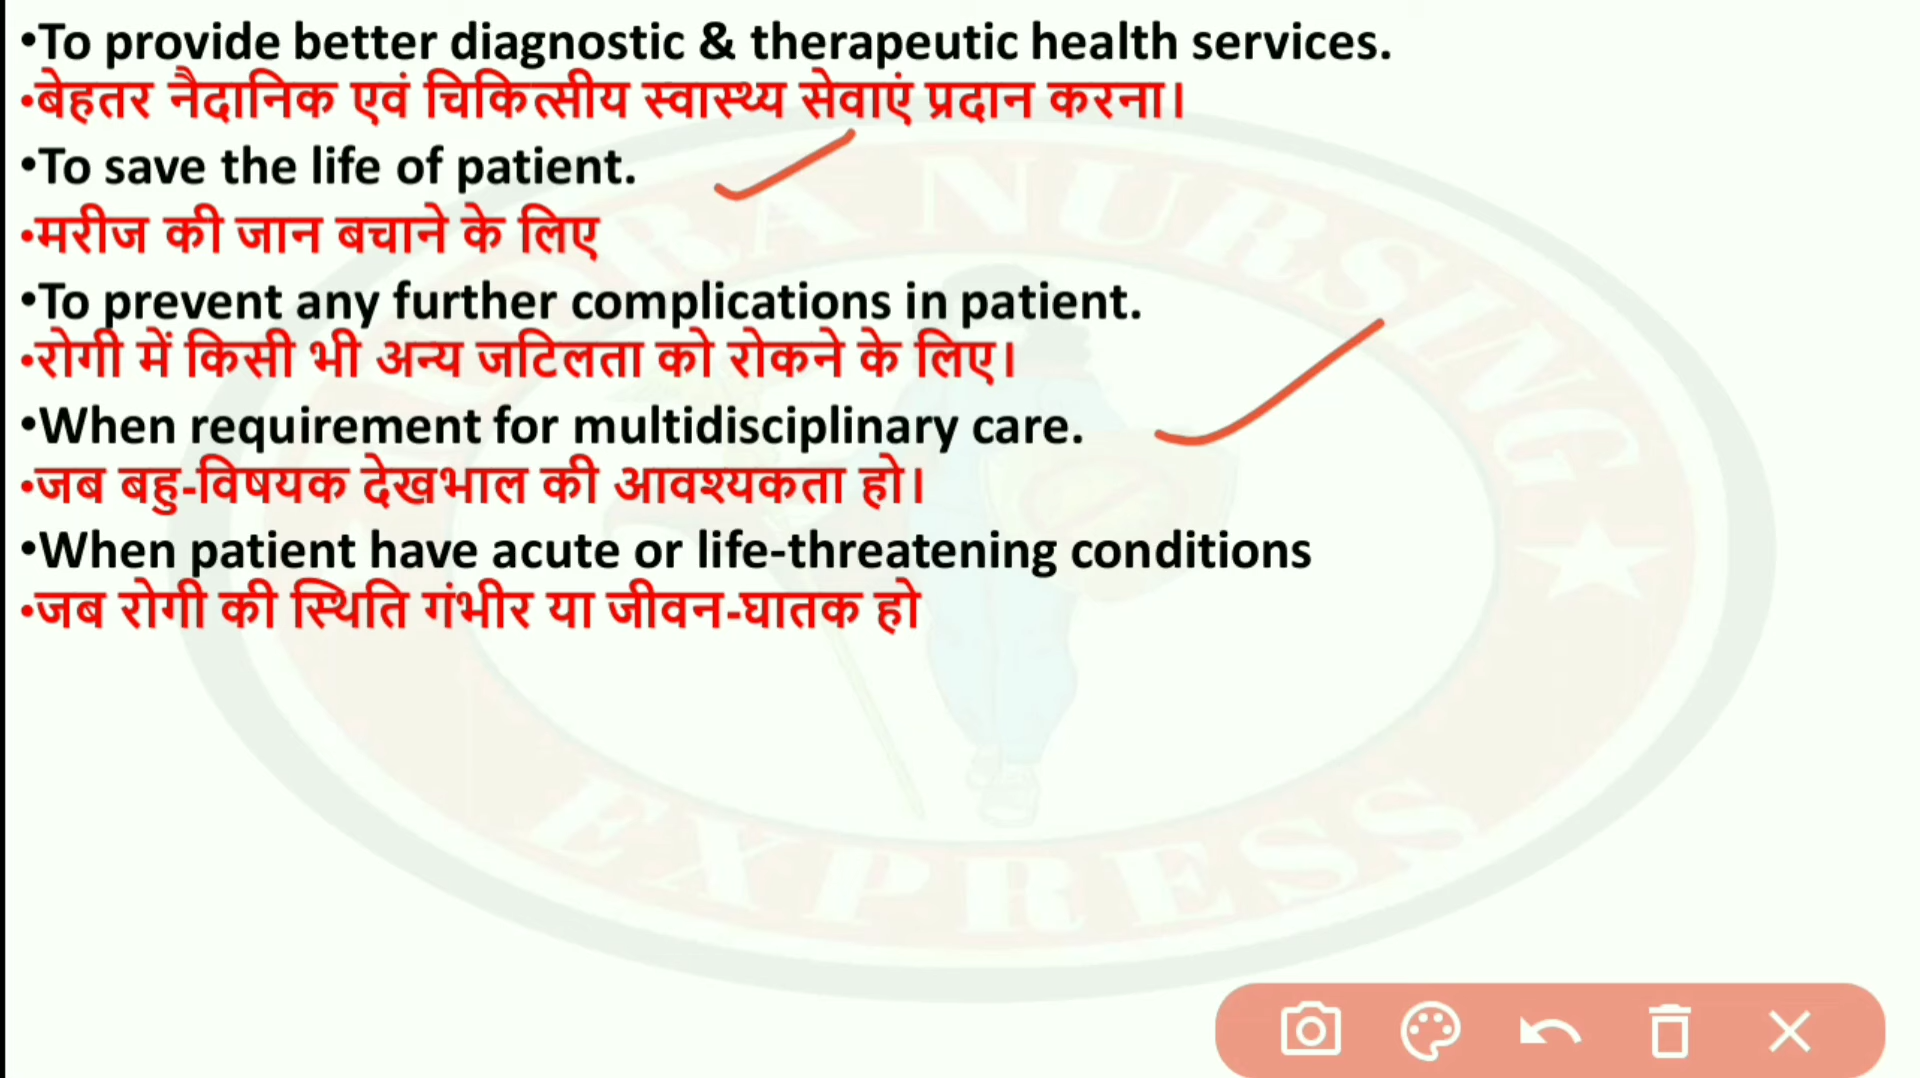 •To provide better diagnostic & therapeutic health services.
•बेहतर नैदानिक एवं चिकित्सीय स्वास्थ्य सेवाएं प्रदान करना।
•To save the life of patient.
•मरीज की जान बचाने के लिए
•To prevent any further complications in patient.
•रोगी में किसी भी अन्य जटिलता को रोकने के लिए।
•When requirement for multidisciplinary care.
•जब बहु-विषयक देखभाल की आवश्यकता हो।
•When patient have acute or life-threatening conditions
•जब रोगी की स्थिति गंभीर या जीवन-घातक हो
NURSING
EXPRESS